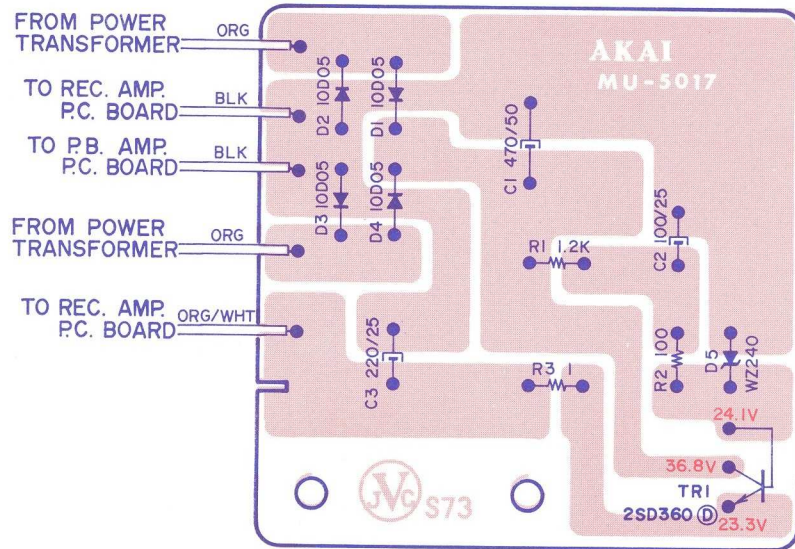 FROM POWER
TRANSFORMER
ORG
TO REC. AMP.
P.C. BOARD
BLK
TO P.B. AMP.
P.C. BOARD
BLK
FROM POWER
TRANSFORMER
ORG
TO REC. AMP.
P.C. BOARD
ORG/WHT
AKAI
MU-5017
D2 10D05
D1 10D05
D3 10D05
D4 10D05
C1 470/50
C2 100/25
R1 1.2K
C3 220/25
R3 1
R2 100
D5
WZ240
24.1V
36.8V
TR1
2SD360 D
23.3V
JVC S73